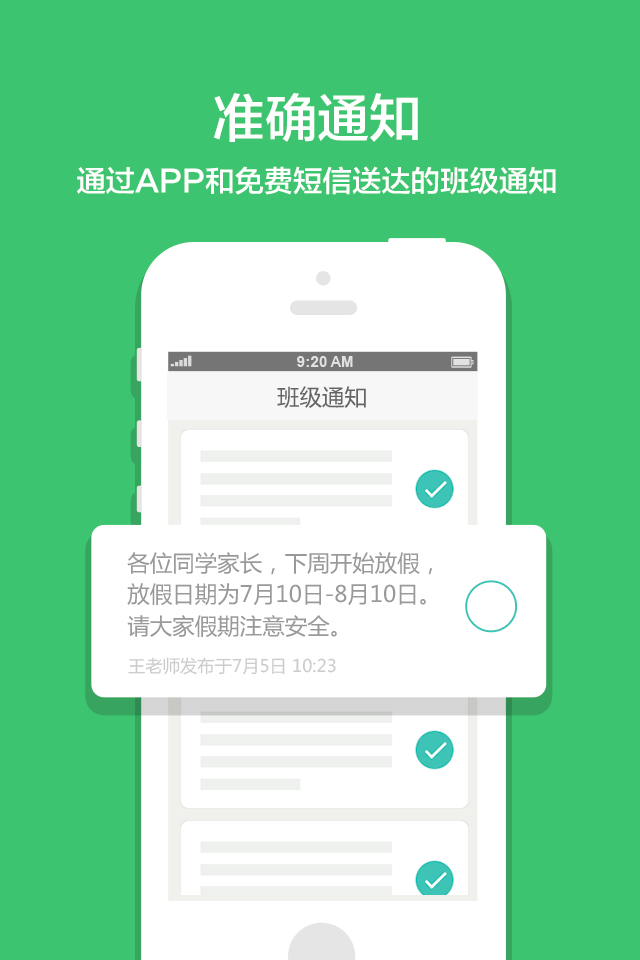 准确通知
通过APP和免费短信送达的班级通知
9:20 AM
班级通知
各位同学家长，下周开始放假，
放假日期为7月10日-8月10日。
请大家假期注意安全。
王老师发布于7月5日 10:23